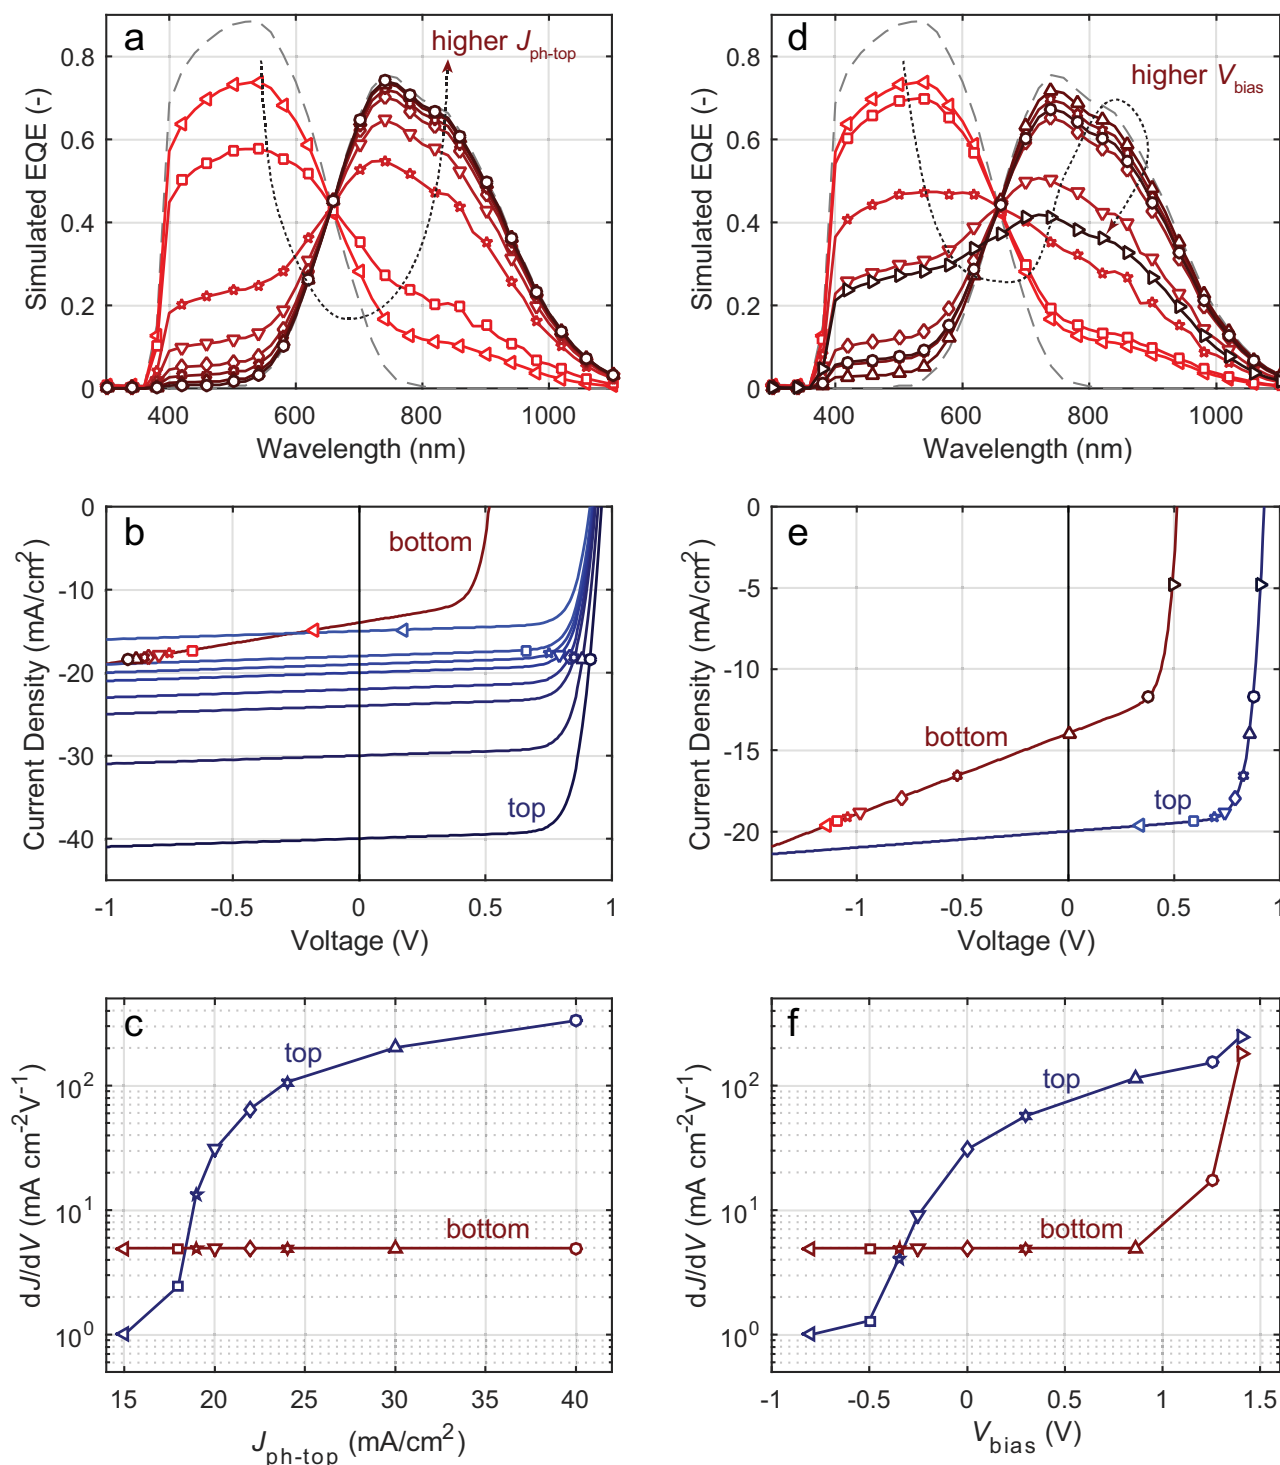 a
higher J_ph-top
Simulated EQE (-)
0.8
0.6
0.4
0.2
0
400 600 800 1000
Wavelength (nm)
d
higher V_bias
Simulated EQE (-)
0.8
0.6
0.4
0.2
0
400 600 800 1000
Wavelength (nm)
b
bottom
top
Current Density (mA/cm²)
0
-10
-20
-30
-40
-1 -0.5 0 0.5 1
Voltage (V)
e
bottom
top
Current Density (mA/cm²)
0
-5
-10
-15
-20
-1 -0.5 0 0.5 1
Voltage (V)
c
top
bottom
dJ/dV (mA cm⁻²V⁻¹)
10²
10¹
10⁰
15 20 25 30 35 40
J_ph-top (mA/cm²)
f
top
bottom
dJ/dV (mA cm⁻²V⁻¹)
10²
10¹
10⁰
-1 -0.5 0 0.5 1 1.5
V_bias (V)